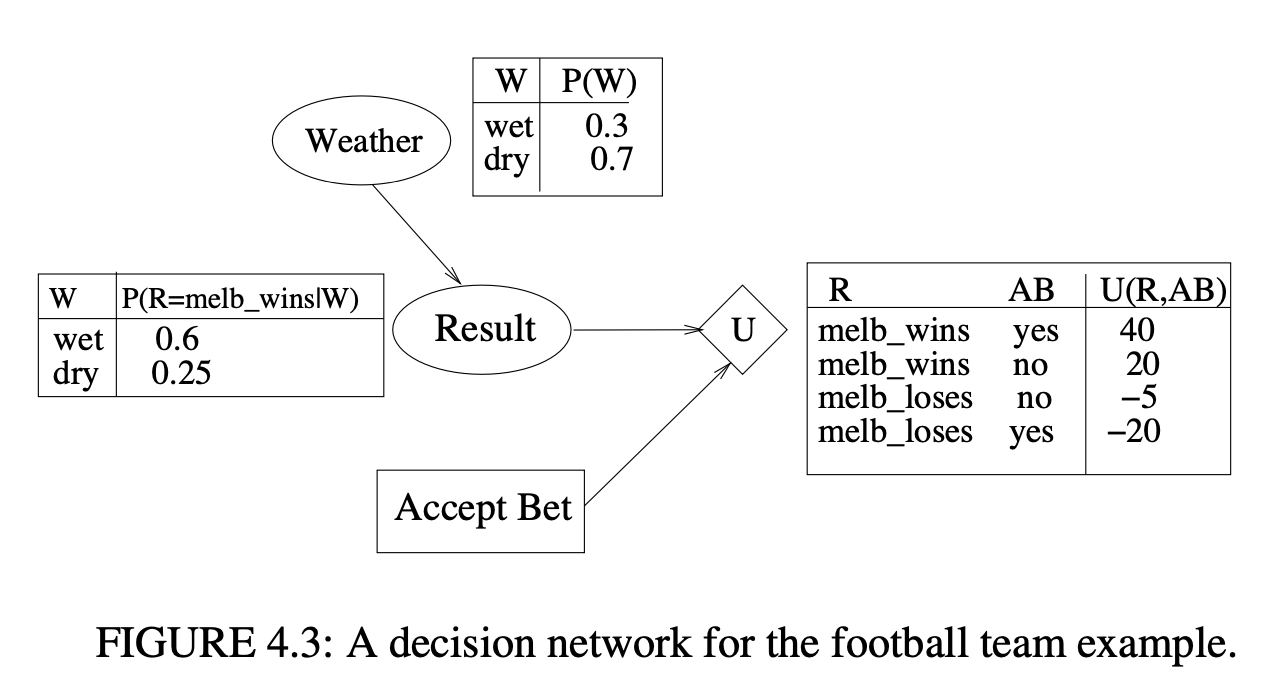 W P(W)
wet 0.3
dry 0.7
Weather
W P(R=melb_wins|W)
wet 0.6
dry 0.25
Result
U
R AB U(R,AB)
melb_wins yes 40
melb_wins no 20
melb_loses no −5
melb_loses yes −20
Accept Bet
FIGURE 4.3: A decision network for the football team example.